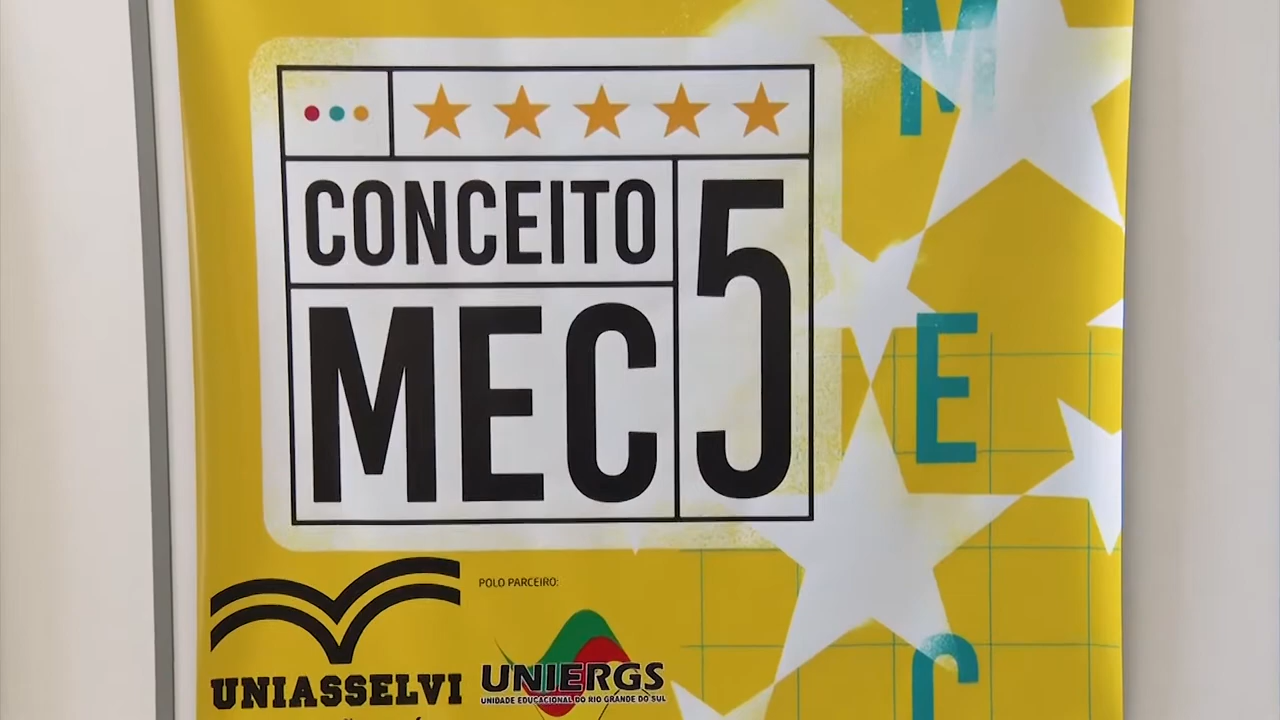 CONCEITO
MEC
5
M
E
C
UNIASSELVI
POLO PARCEIRO:
UNIERGS
UNIDADE EDUCACIONAL DO RIO GRANDE DO SUL